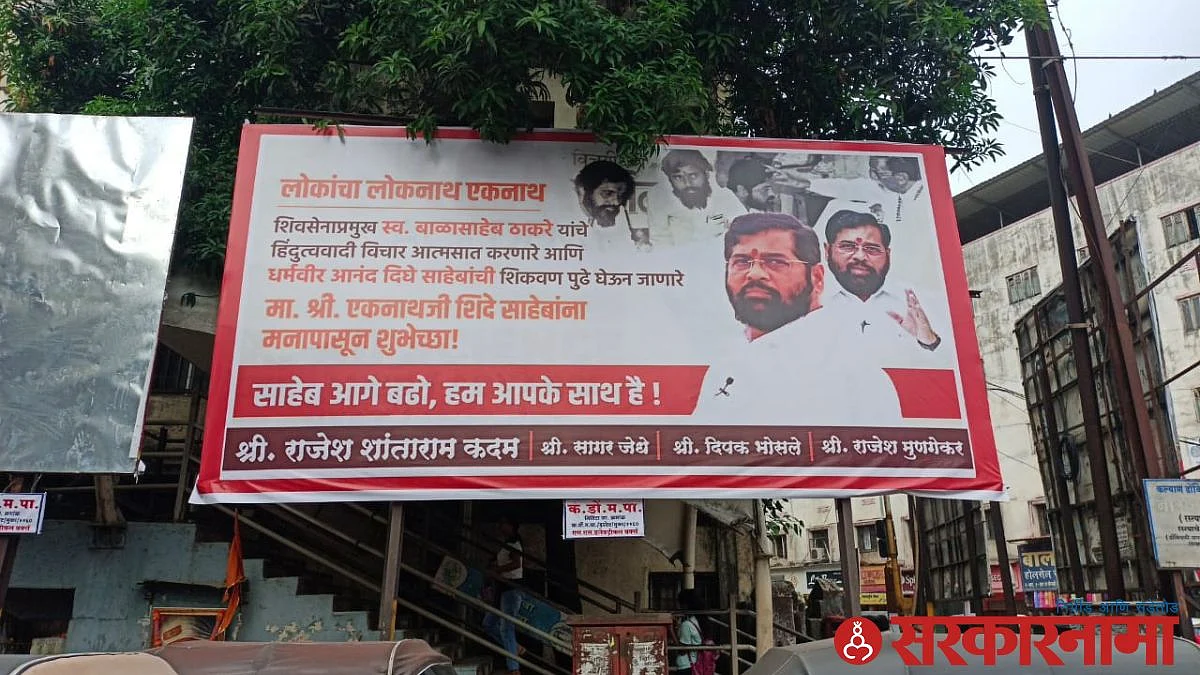 लोकांचा लोकनाथ एकनाथ
शिवसेनाप्रमुख स्व. बाळासाहेब ठाकरे यांचे
हिंदुत्ववादी विचार आत्मसात करणारे आणि
धर्मवीर आनंद दिघे साहेबांची शिकवण पुढे घेऊन जाणारे
मा. श्री. एकनाथजी शिंदे साहेबांना
मनापासून शुभेच्छा!
साहेब आगे बढो, हम आपके साथ है !
श्री. राजेश शांताराम कदम श्री. सागर जेधे श्री. दिपक भोसले श्री. राजेश मुणगेकर
.म.पा.
क.डों.म.पा.
सरकारनामा